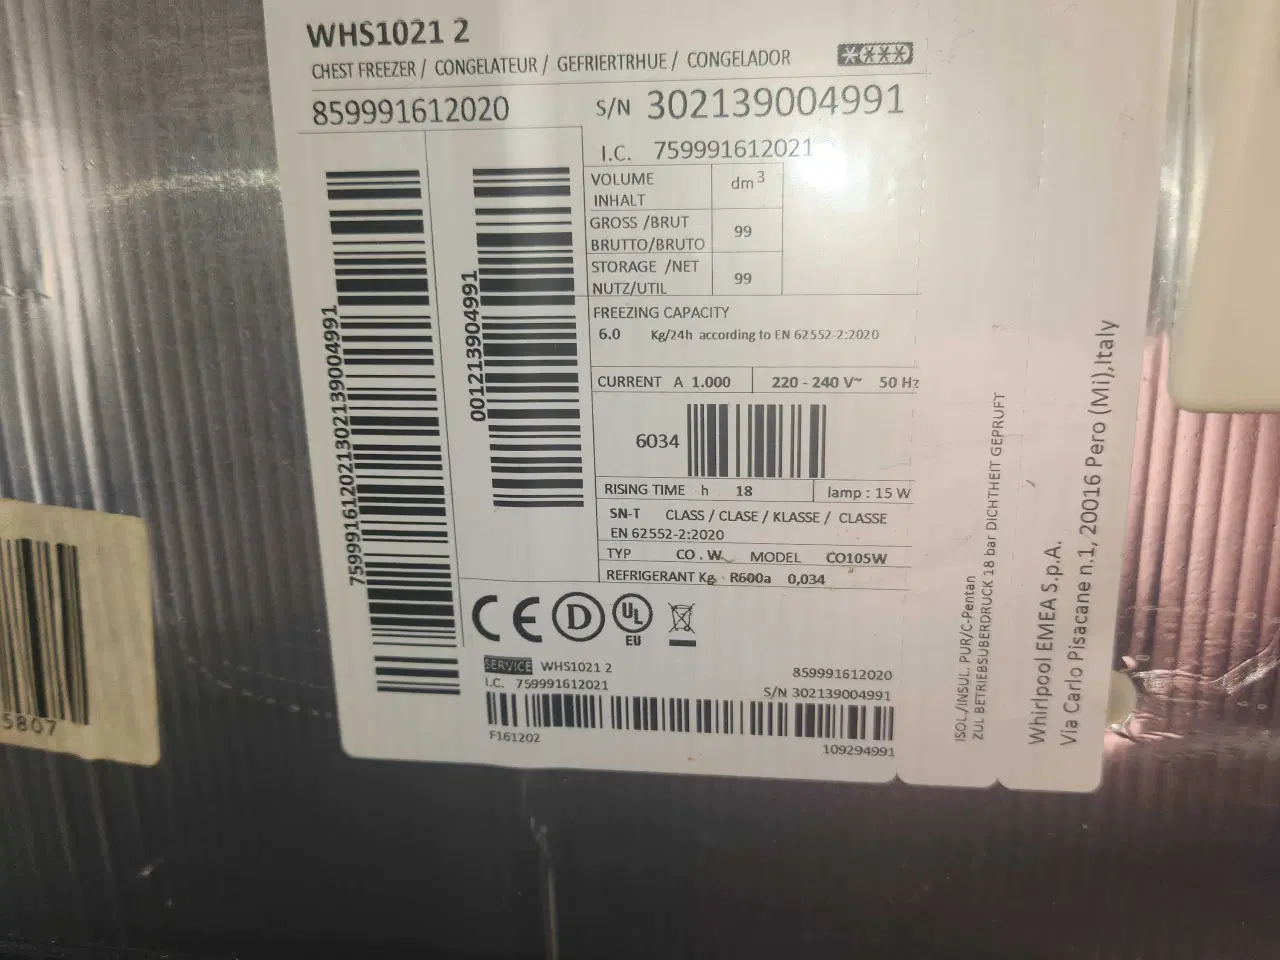 WHS1021 2
CHEST FREEZER / CONGELATEUR / GEFRIERTRHUE / CONGELADOR
859991612020 S/N 302139004991
I.C. 759991612021
VOLUME dm3
INHALT
GROSS /BRUT
BRUTTO/BRUTO 99
STORAGE /NET
NUTZ/UTIL 99
FREEZING CAPACITY
6.0 Kg/24h according to EN 62552-2:2020
CURRENT A 1.000 220 - 240 V~ 50 Hz
6034
RISING TIME h 18 lamp : 15 W
SN-T CLASS / CLASE / KLASSE / CLASSE
EN 62552-2:2020
TYP CO . W MODEL CO105W
REFRIGERANT Kg R600a 0,034
759991612021302139004991
001213904991
CE D UL
EU
SERVICE WHS1021 2 859991612020
I.C. 759991612021 S/N 302139004991
F161202 109294991
ISOL./INSUL. PUR/C-Pentan
ZUL BETRIEBSUBERDRUCK 18 bar DICHTHEIT GEPRUFT
Whirlpool EMEA S.p.A.
Via Carlo Pisacane n.1, 20016 Pero (Mi),Italy
5807